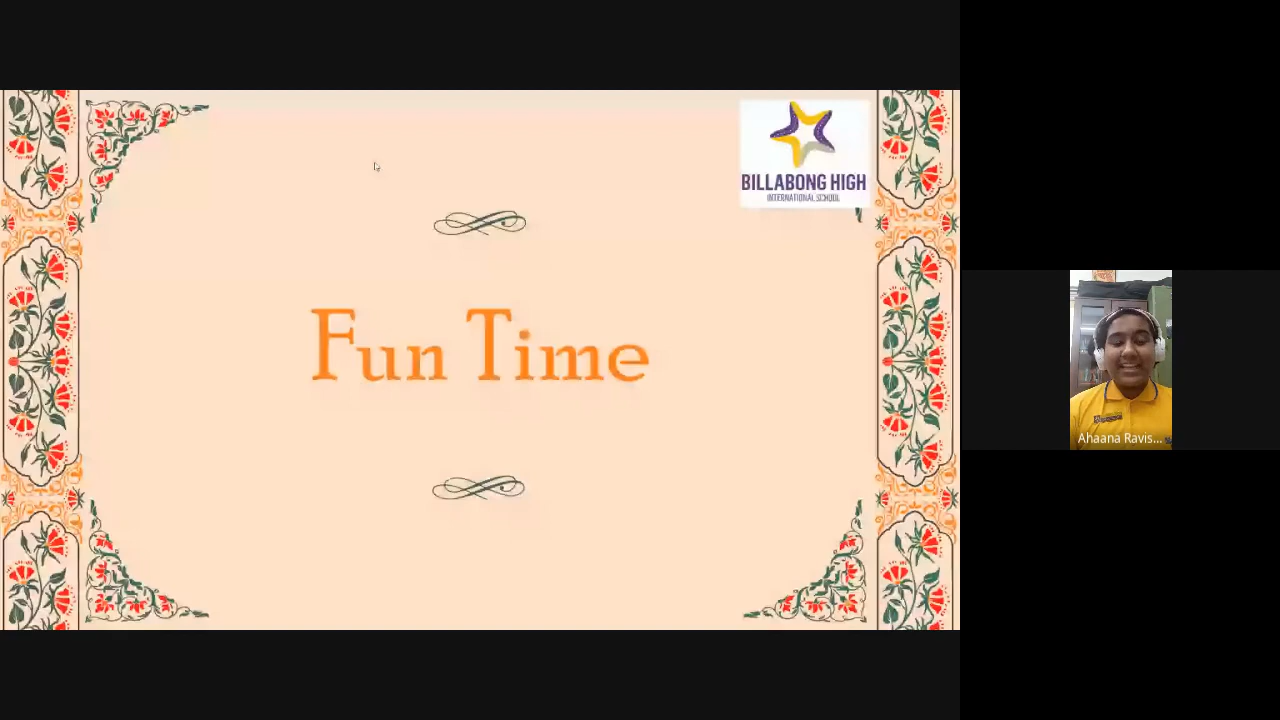 BILLABONG HIGH
INTERNATIONAL SCHOOL
Fun Time
Ahaana Ravis...